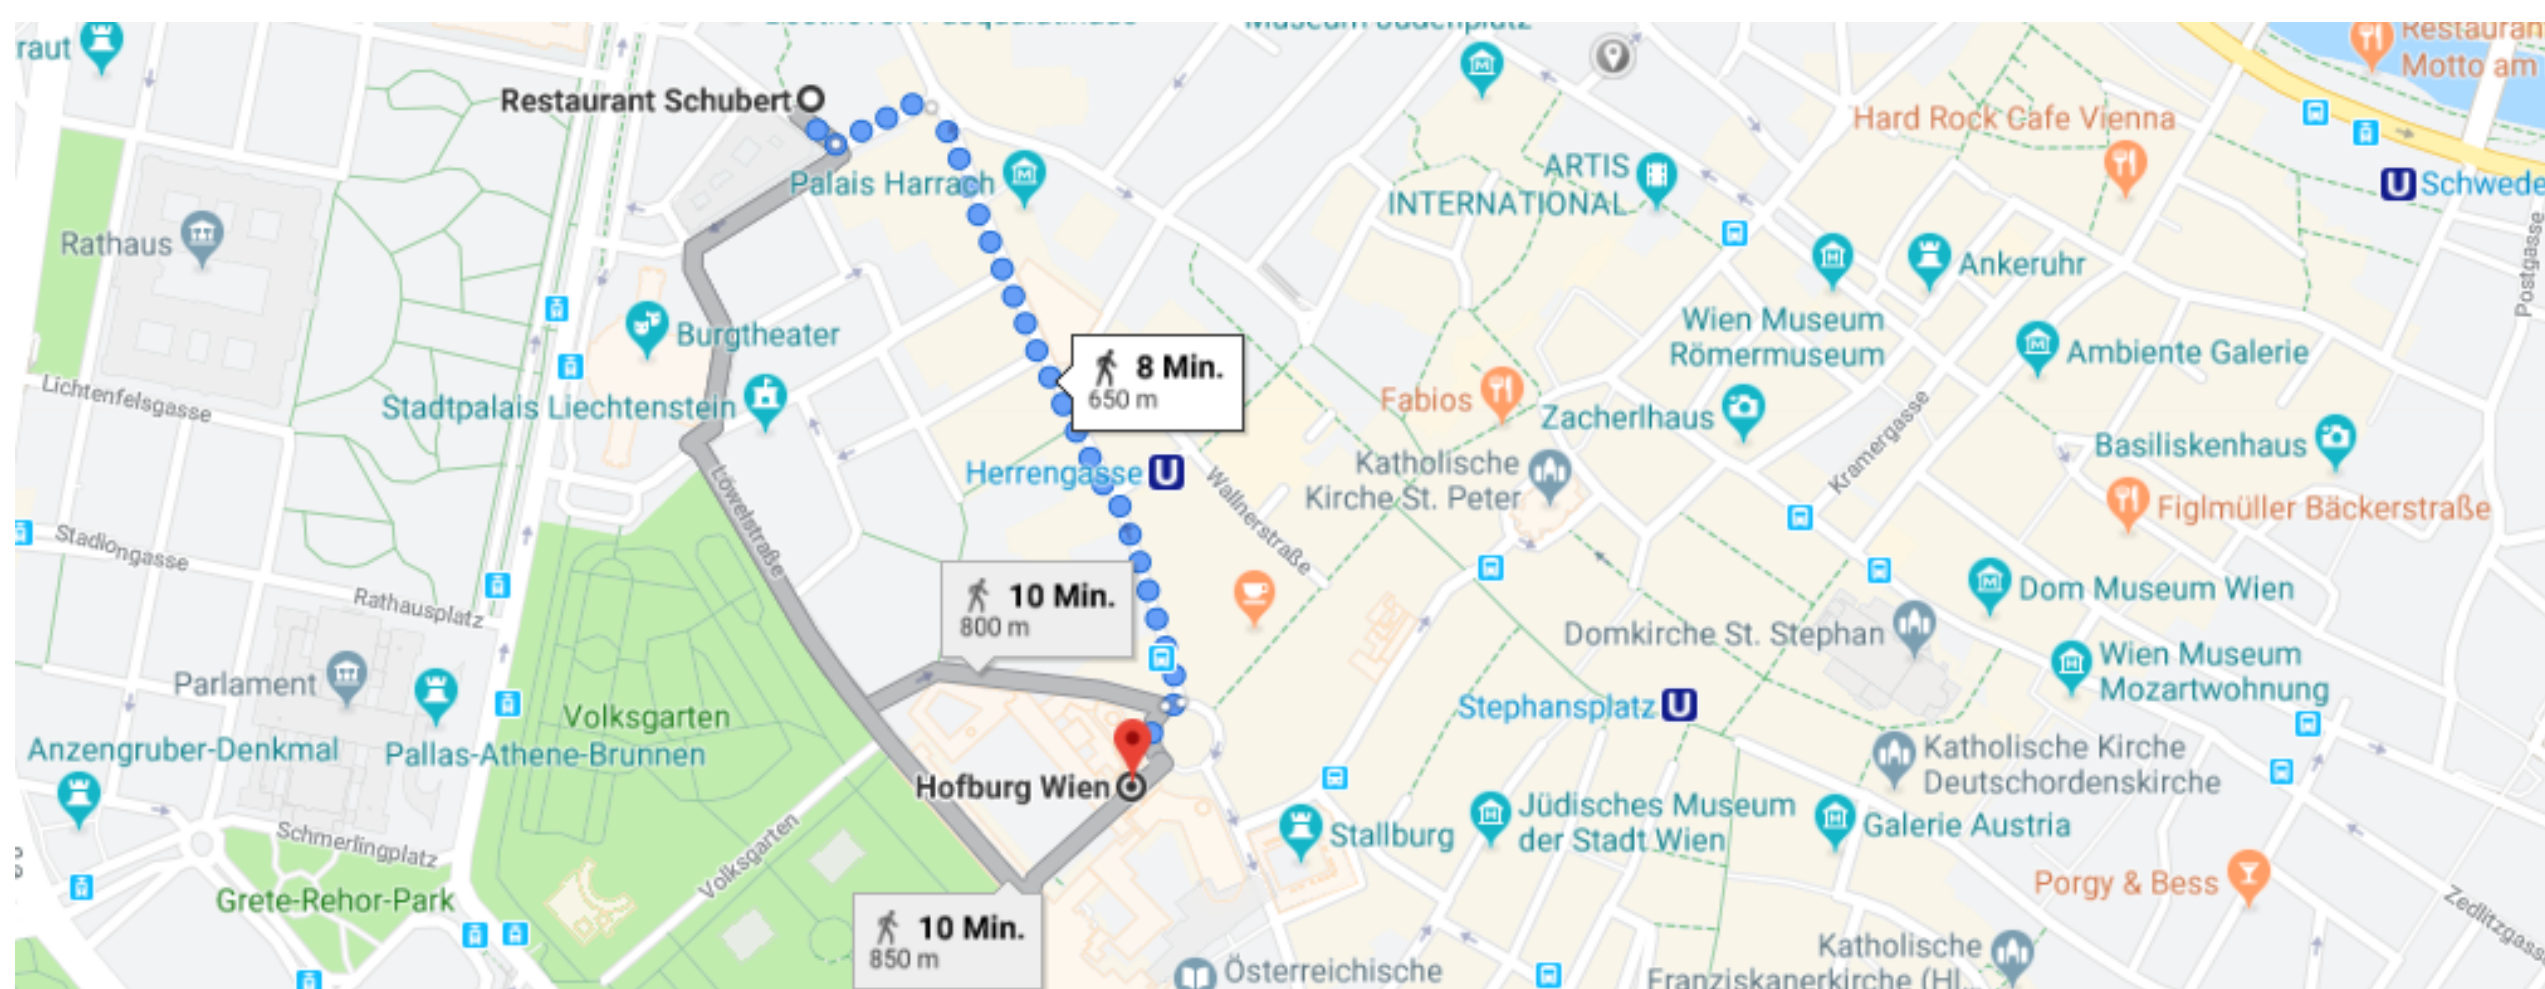 Museum Judenplatz
Restauran
Motto am
raut
Restaurant Schubert
Hard Rock Cafe Vienna
Palais Harrach
ARTIS
INTERNATIONAL
U Schwede
Rathaus
Ankeruhr
Postgasse
Burgtheater
Wien Museum
Römermuseum
Ambiente Galerie
8 Min.
650 m
Lichtenfelsgasse
Stadtpalais Liechtenstein
Fabios
Zacherlhaus
Kramergasse
Basiliskenhaus
Herrengasse U
Katholische
Kirche St. Peter
Wallnerstraße
Löwelstraße
Figlmüller Bäckerstraße
Stadiongasse
Rathausplatz
10 Min.
800 m
Dom Museum Wien
Domkirche St. Stephan
Wien Museum
Mozartwohnung
Parlament
Volksgarten
Stephansplatz U
Anzengruber-Denkmal
Pallas-Athene-Brunnen
Katholische Kirche
Deutschordenskirche
Hofburg Wien
Jüdisches Museum
der Stadt Wien
Stallburg
Galerie Austria
Schmerlingplatz
Volksgarten
Grete-Rehor-Park
Porgy & Bess
10 Min.
850 m
Zedlitzgass
Österreichische
Katholische
Franziskanerkirche (Hl...